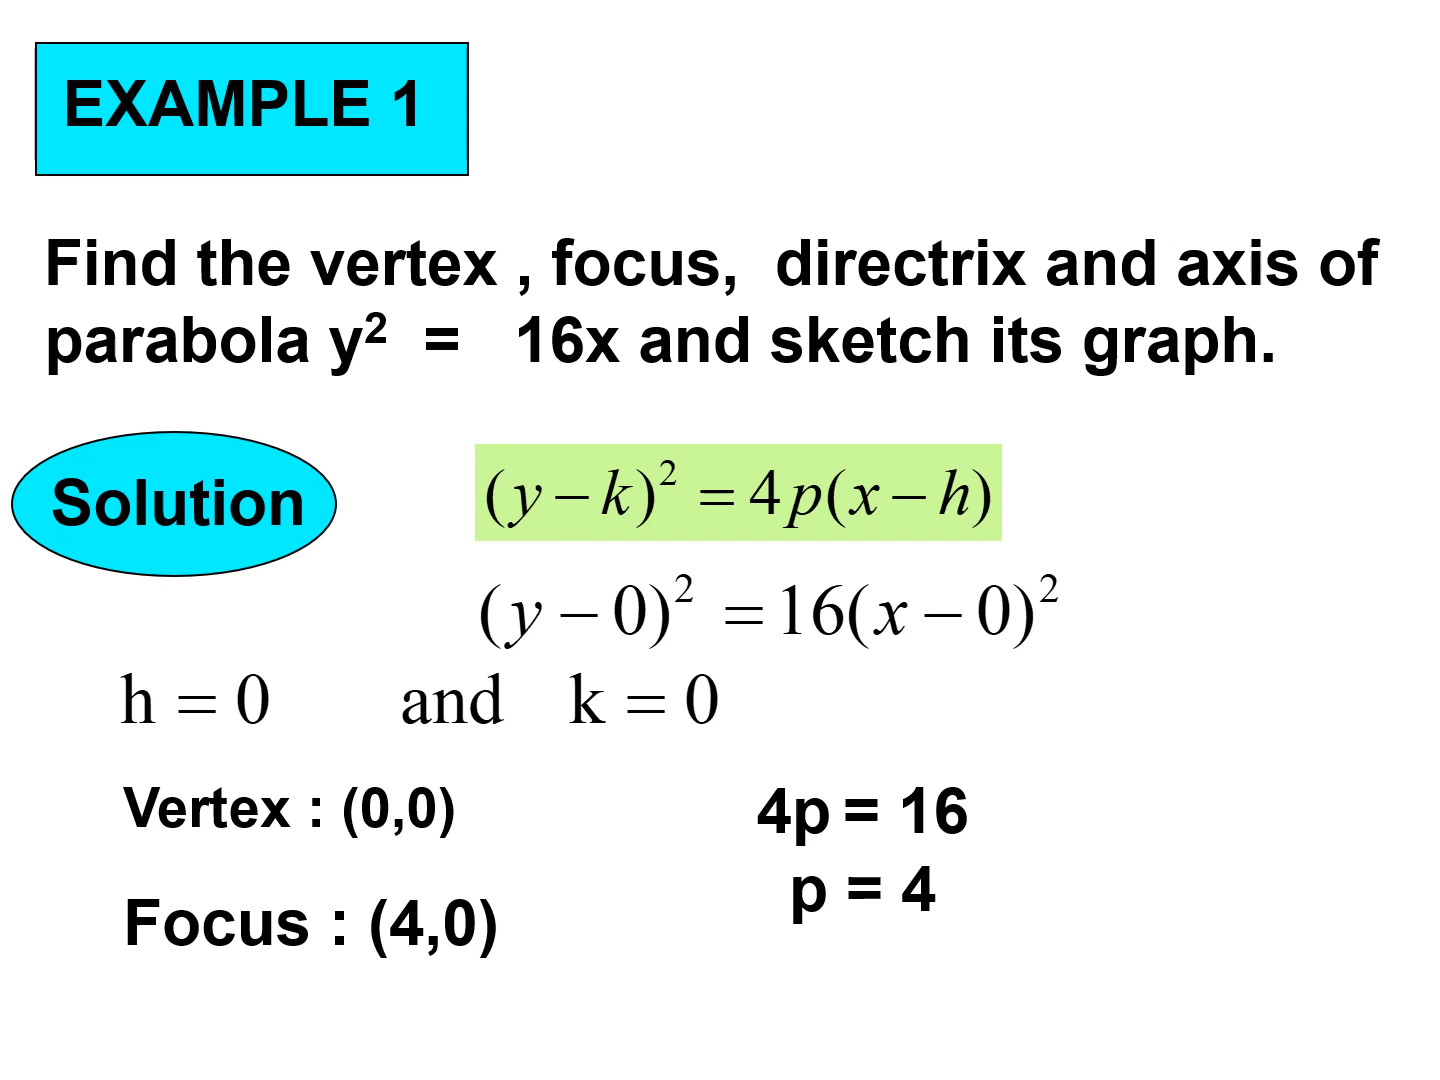 EXAMPLE 1
Find the vertex , focus, directrix and axis of
parabola y² = 16x and sketch its graph.
Solution
(y − k)² = 4p(x − h)
(y − 0)² = 16(x − 0)²
h = 0 and k = 0
Vertex : (0,0)
4p = 16
p = 4
Focus : (4,0)